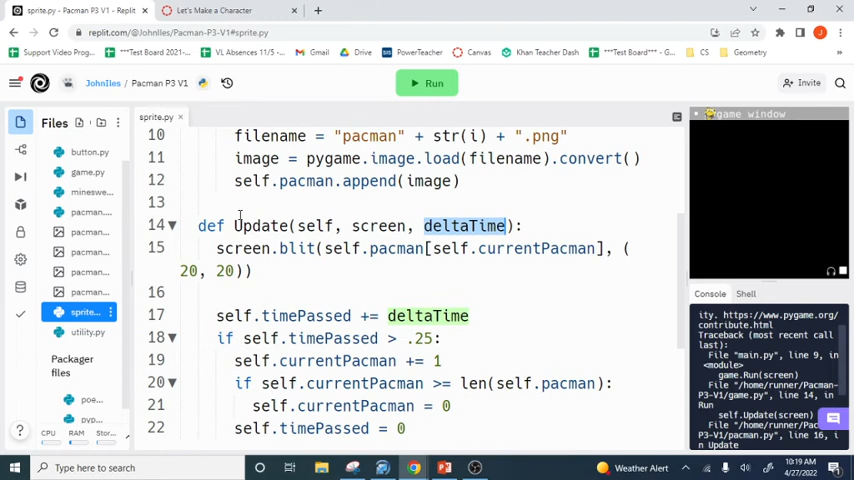 sprite.py - Pacman P3 V1 - Replit
Let's Make a Character
replit.com/@JohnIles/Pacman-P3-V1#sprite.py
Support Video Program
***Test Board 2021-
VL Absences 11/5 -
Gmail
DSIS
PowerTeacher
Canvas
Khan Teacher Dash
***Test Board 2022-
CS
Geometry
JohnIles / Pacman P3 V1
Run
Invite
Files
sprite.py
button.py
game.py
minesw...
pacman....
pacman...
pacman...
pacman...
pacman...
sprite...
utility.py
Packager
files
poe...
pyp...
CPU
RAM
Stor...
10 filename = "pacman" + str(i) + ".png"
11 image = pygame.image.load(filename).convert()
12 self.pacman.append(image)
13
14 def Update(self, screen, deltaTime):
15 screen.blit(self.pacman[self.currentPacman], (
20, 20))
16
17 self.timePassed += deltaTime
18 if self.timePassed > .25:
19 self.currentPacman += 1
20 if self.currentPacman >= len(self.pacman):
21 self.currentPacman = 0
22 self.timePassed = 0
game window
Console
Shell
ity. https://www.pygame.org/
contribute.html
Traceback (most recent call
last):
File "main.py", line 9, in
<module>
game.Run(screen)
File "/home/runner/Pacman-
P3-V1/game.py", line 14, in
Run
self.Update(screen)
File "/home/runner/Pac
P3-V1/pacman.py", line 16, in
Update
Type here to search
Weather Alert
10:19 AM
4/27/2022